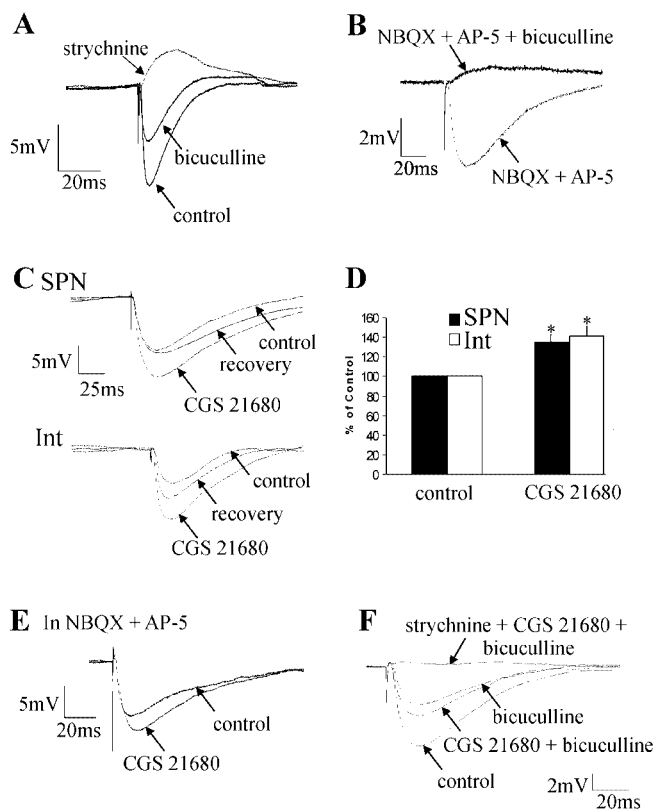 A
strychnine
5mV
20ms
bicuculline
control
B
NBQX + AP-5 + bicuculline
2mV
20ms
NBQX + AP-5
C
SPN
5mV
25ms
control
recovery
CGS 21680
Int
control
recovery
CGS 21680
D
% of Control
160
140
120
100
80
60
40
20
0
SPN
Int
* *
control
CGS 21680
E
In NBQX + AP-5
5mV
20ms
control
CGS 21680
F
strychnine + CGS 21680 +
bicuculline
bicuculline
CGS 21680 + bicuculline
control
2mV
20ms